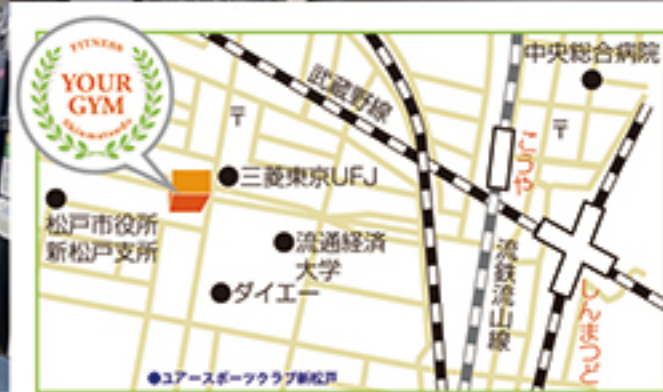 FITNESS
YOUR
GYM
Shinmatsudo
中央総合病院
武蔵野線
〒
〒
こうや
三菱東京UFJ
松戸市役所
新松戸支所
流通経済
大学
ダイエー
流鉄流山線
しんまつど
●ユアースポーツクラブ新松戸